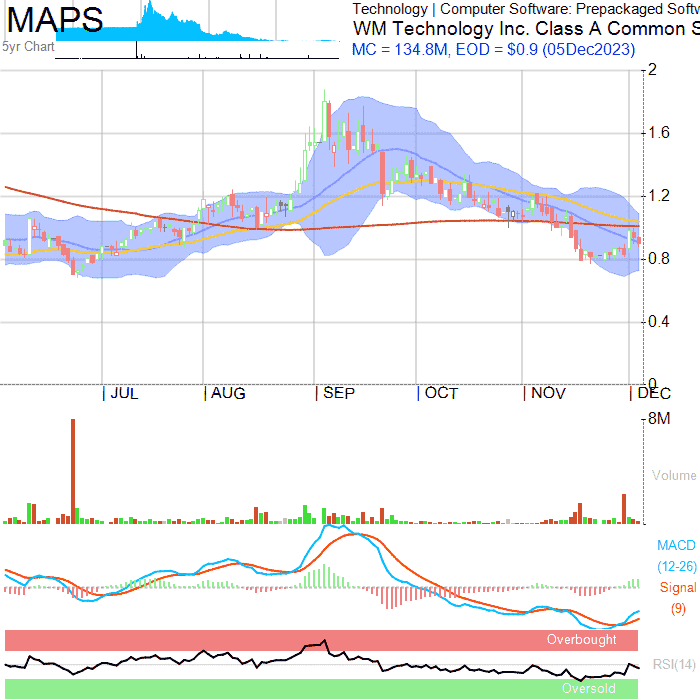 MAPS
5yr Chart
Technology | Computer Software: Prepackaged Softw
WM Technology Inc. Class A Common S
MC = 134.8M, EOD = $0.9 (05Dec2023)
2
1.6
1.2
0.8
0.4
0
| JUL | AUG | SEP | OCT | NOV | DEC
8M
Volume
MACD
(12-26)
Signal
(9)
Overbought
RSI(14)
Oversold